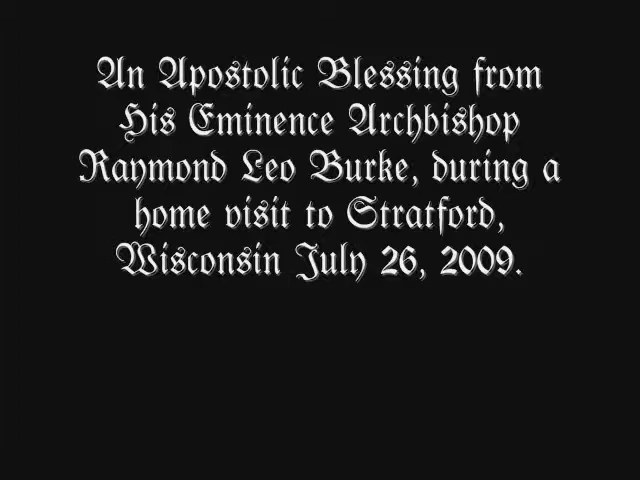 An Apostolic Blessing from
His Eminence Archbishop
Raymond Leo Burke, during a
home visit to Stratford,
Wisconsin July 26, 2009.